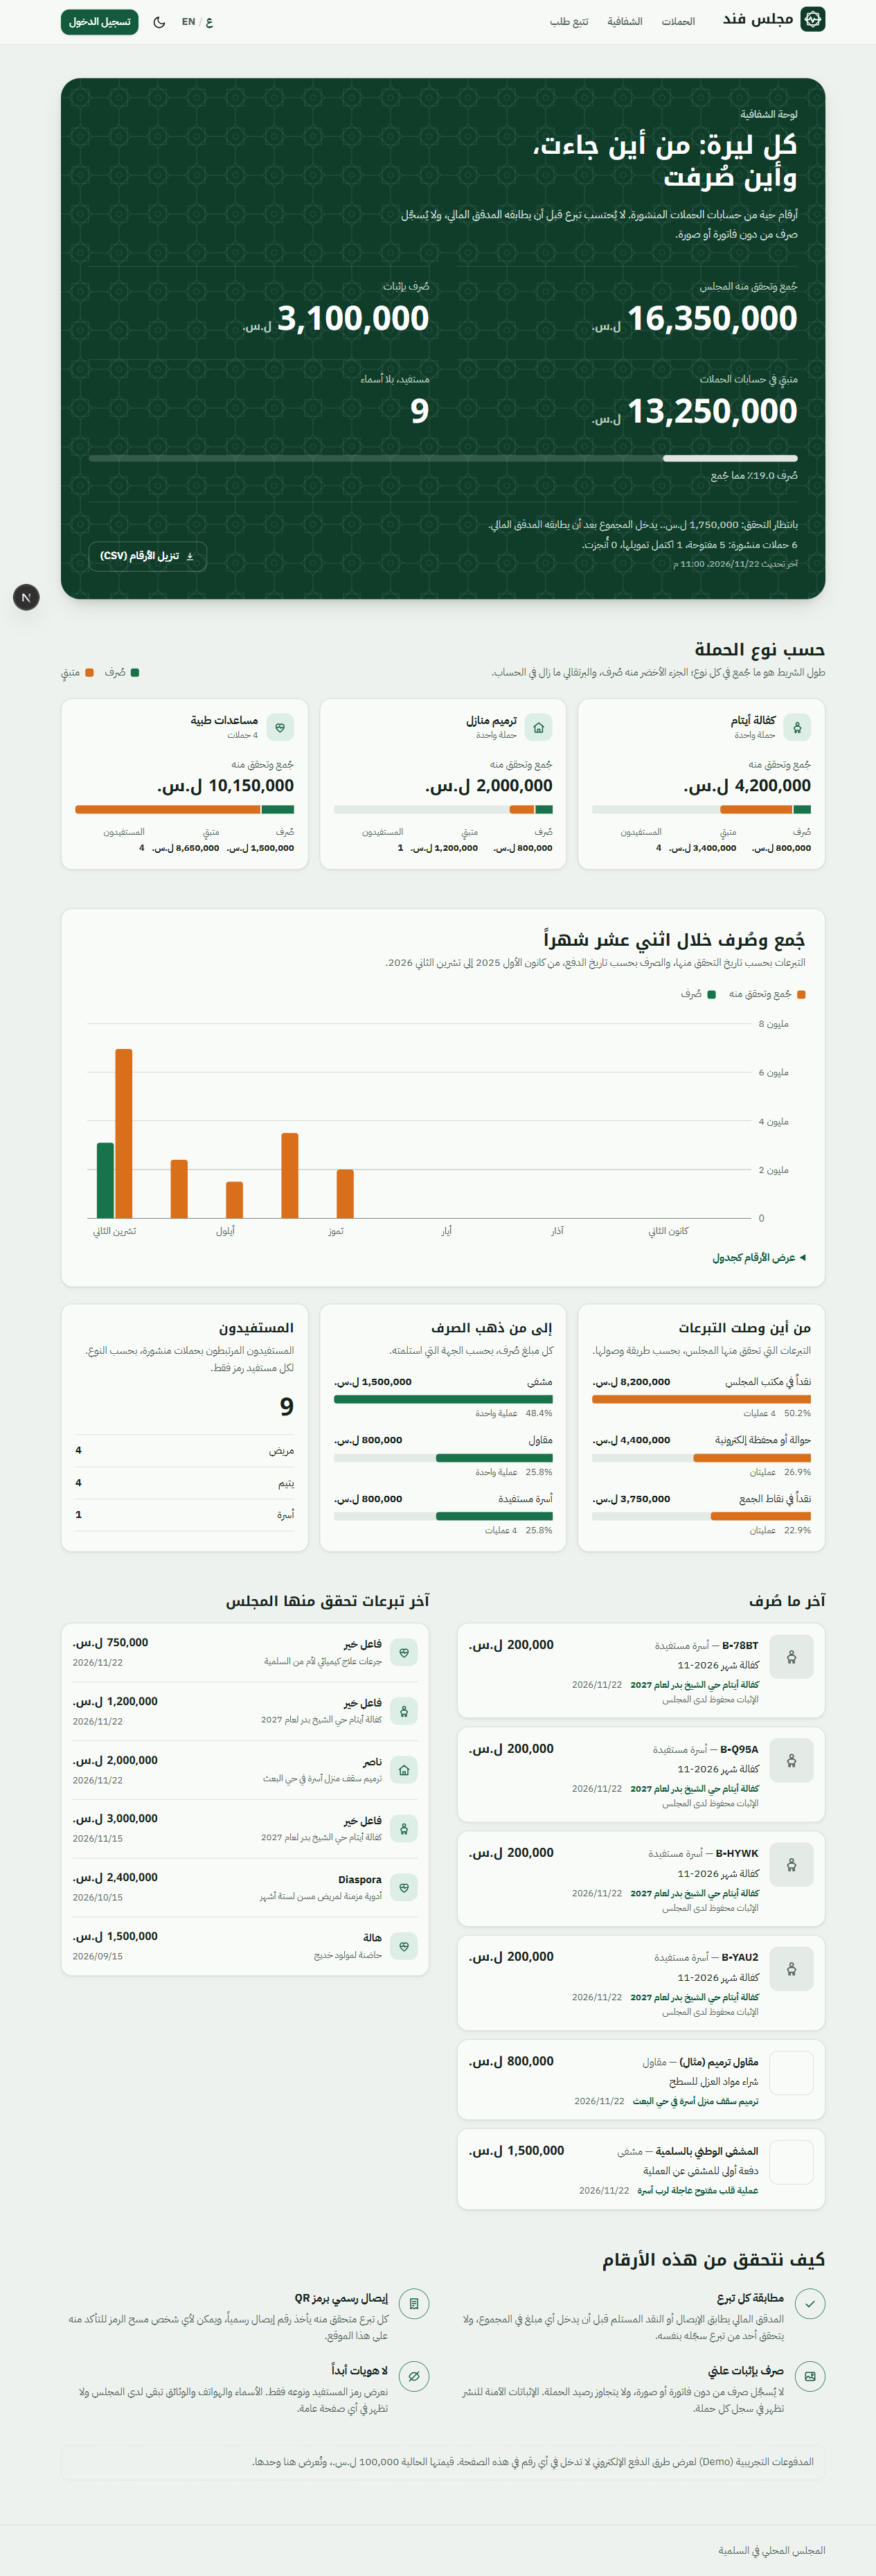 مجلس فند
الحملات
الشفافية
تتبع طلب
ع / EN
تسجيل الدخول
لوحة الشفافية
كل ليرة: من أين جاءت،
وأين صُرفت
أرقام حية من حسابات الحملات المنشورة. لا يُحتسب تبرع قبل أن يطابقه المدقق المالي، ولا يُسجَّل
صرف من دون فاتورة أو صورة.
جُمع وتحقق منه المجلس
16,350,000 ل.س.
صُرف بإثبات
3,100,000 ل.س.
متبقٍ في حسابات الحملات
13,250,000 ل.س.
مستفيد، بلا أسماء
9
صُرف 19.0٪ مما جُمع
بانتظار التحقق: 1,750,000 ل.س.. يدخل المجموع بعد أن يطابقه المدقق المالي.
6 حملات منشورة: 5 مفتوحة، 1 اكتمل تمويلها، 0 أُنجزت.
آخر تحديث 2026/11/22، 11:00 م
تنزيل الأرقام (CSV)
حسب نوع الحملة
طول الشريط هو ما جُمع في كل نوع؛ الجزء الأخضر منه صُرف، والبرتقالي ما زال في الحساب.
صُرف
متبقٍ
كفالة أيتام
حملة واحدة
جُمع وتحقق منه
4,200,000 ل.س.
صُرف
متبقٍ
المستفيدون
800,000 ل.س.
3,400,000 ل.س.
4
ترميم منازل
حملة واحدة
جُمع وتحقق منه
2,000,000 ل.س.
صُرف
متبقٍ
المستفيدون
800,000 ل.س.
1,200,000 ل.س.
1
مساعدات طبية
4 حملات
جُمع وتحقق منه
10,150,000 ل.س.
صُرف
متبقٍ
المستفيدون
1,500,000 ل.س.
8,650,000 ل.س.
4
جُمع وصُرف خلال اثني عشر شهراً
التبرعات بحسب تاريخ التحقق منها، والصرف بحسب تاريخ الدفع، من كانون الأول 2025 إلى تشرين الثاني 2026.
جُمع وتحقق منه
صُرف
8 مليون
6 مليون
4 مليون
2 مليون
0
كانون الثاني
آذار
أيار
تموز
أيلول
تشرين الثاني
عرض الأرقام كجدول
من أين وصلت التبرعات
التبرعات التي تحقق منها المجلس، بحسب طريقة وصولها.
نقداً في مكتب المجلس
8,200,000 ل.س.
50.2%
4 عمليات
حوالة أو محفظة إلكترونية
4,400,000 ل.س.
26.9%
عمليتان
نقداً في نقاط الجمع
3,750,000 ل.س.
22.9%
عمليتان
إلى من ذهب الصرف
كل مبلغ صُرف، بحسب الجهة التي استلمته.
مشفى
1,500,000 ل.س.
48.4%
عملية واحدة
مقاول
800,000 ل.س.
25.8%
عملية واحدة
أسرة مستفيدة
800,000 ل.س.
25.8%
4 عمليات
المستفيدون
المستفيدون المرتبطون بحملات منشورة، بحسب النوع.
لكل مستفيد رمز فقط.
9
مريض
4
يتيم
4
أسرة
1
آخر ما صُرف
B-78BT — أسرة مستفيدة
200,000 ل.س.
كفالة شهر 2026-11
كفالة أيتام حي الشيخ بدر لعام 2027
2026/11/22
الإثبات محفوظ لدى المجلس
B-Q95A — أسرة مستفيدة
200,000 ل.س.
كفالة شهر 2026-11
كفالة أيتام حي الشيخ بدر لعام 2027
2026/11/22
الإثبات محفوظ لدى المجلس
B-HYWK — أسرة مستفيدة
200,000 ل.س.
كفالة شهر 2026-11
كفالة أيتام حي الشيخ بدر لعام 2027
2026/11/22
الإثبات محفوظ لدى المجلس
B-YAU2 — أسرة مستفيدة
200,000 ل.س.
كفالة شهر 2026-11
كفالة أيتام حي الشيخ بدر لعام 2027
2026/11/22
الإثبات محفوظ لدى المجلس
مقاول ترميم (مثال) — مقاول
800,000 ل.س.
شراء مواد العزل للسطح
ترميم سقف منزل أسرة في حي البعث
2026/11/22
المشفى الوطني بالسلمية — مشفى
1,500,000 ل.س.
دفعة أولى للمشفى عن العملية
عملية قلب مفتوح عاجلة لرب أسرة
2026/11/22
آخر تبرعات تحقق منها المجلس
فاعل خير
750,000 ل.س.
جرعات علاج كيميائي لأم من السلمية
2026/11/22
فاعل خير
1,200,000 ل.س.
كفالة أيتام حي الشيخ بدر لعام 2027
2026/11/22
ناصر
2,000,000 ل.س.
ترميم سقف منزل أسرة في حي البعث
2026/11/22
فاعل خير
3,000,000 ل.س.
كفالة أيتام حي الشيخ بدر لعام 2027
2026/11/15
Diaspora
2,400,000 ل.س.
أدوية مزمنة لمريض مسن لستة أشهر
2026/10/15
هالة
1,500,000 ل.س.
حاضنة لمولود خديج
2026/09/15
كيف نتحقق من هذه الأرقام
مطابقة كل تبرع
المدقق المالي يطابق الإيصال أو النقد المستلم قبل أن يدخل أي مبلغ في المجموع، ولا
يتحقق أحد من تبرع سجّله بنفسه.
إيصال رسمي برمز QR
كل تبرع متحقق منه يأخذ رقم إيصال رسمياً، ويمكن لأي شخص مسح الرمز للتأكد منه
على هذا الموقع.
صرف بإثبات علني
لا يُسجَّل صرف من دون فاتورة أو صورة، ولا يتجاوز رصيد الحملة. الإثباتات الآمنة للنشر
تظهر في سجل كل حملة.
لا هويات أبداً
نعرض رمز المستفيد ونوعه فقط. الأسماء والهواتف والوثائق تبقى لدى المجلس ولا
تظهر في أي صفحة عامة.
المدفوعات التجريبية (Demo) لعرض طرق الدفع الإلكتروني لا تدخل في أي رقم في هذه الصفحة. قيمتها الحالية 100,000 ل.س.، وتُعرض هنا وحدها.
المجلس المحلي في السلمية